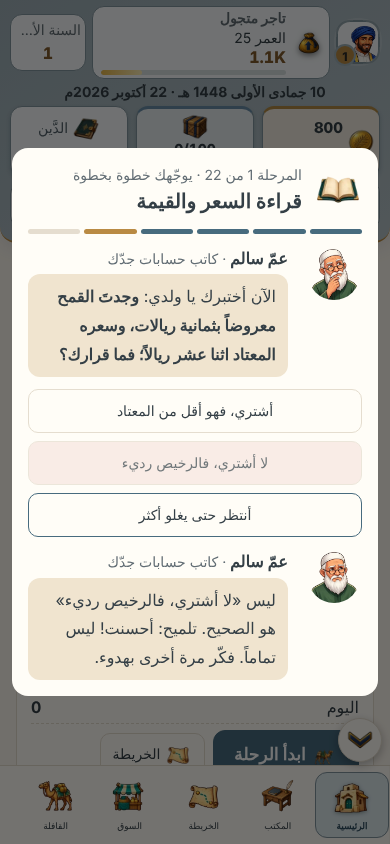 تاجر متجول
العمر 25
1.1K
السنة الأ...
1
1
10 جمادى الأولى 1448 هـ · 22 أكتوبر 2026م
800
0/100
الدَّين
المرحلة 1 من 22 · يوجّهك خطوة بخطوة
قراءة السعر والقيمة
عمّ سالم · كاتب حسابات جدّك
الآن أختبرك يا ولدي: وجدتَ القمح
معروضاً بثمانية ريالات، وسعره
المعتاد اثنا عشر ريالاً؛ فما قرارك؟
أشتري، فهو أقل من المعتاد
لا أشتري، فالرخيص رديء
أنتظر حتى يغلو أكثر
عمّ سالم · كاتب حسابات جدّك
ليس «لا أشتري، فالرخيص رديء»
هو الصحيح. تلميح: أحسنت! ليس
تماماً. فكّر مرة أخرى بهدوء.
اليوم
0
ابدأ الرحلة
الخريطة
الرئيسية
المكتب
الخريطة
السوق
القافلة